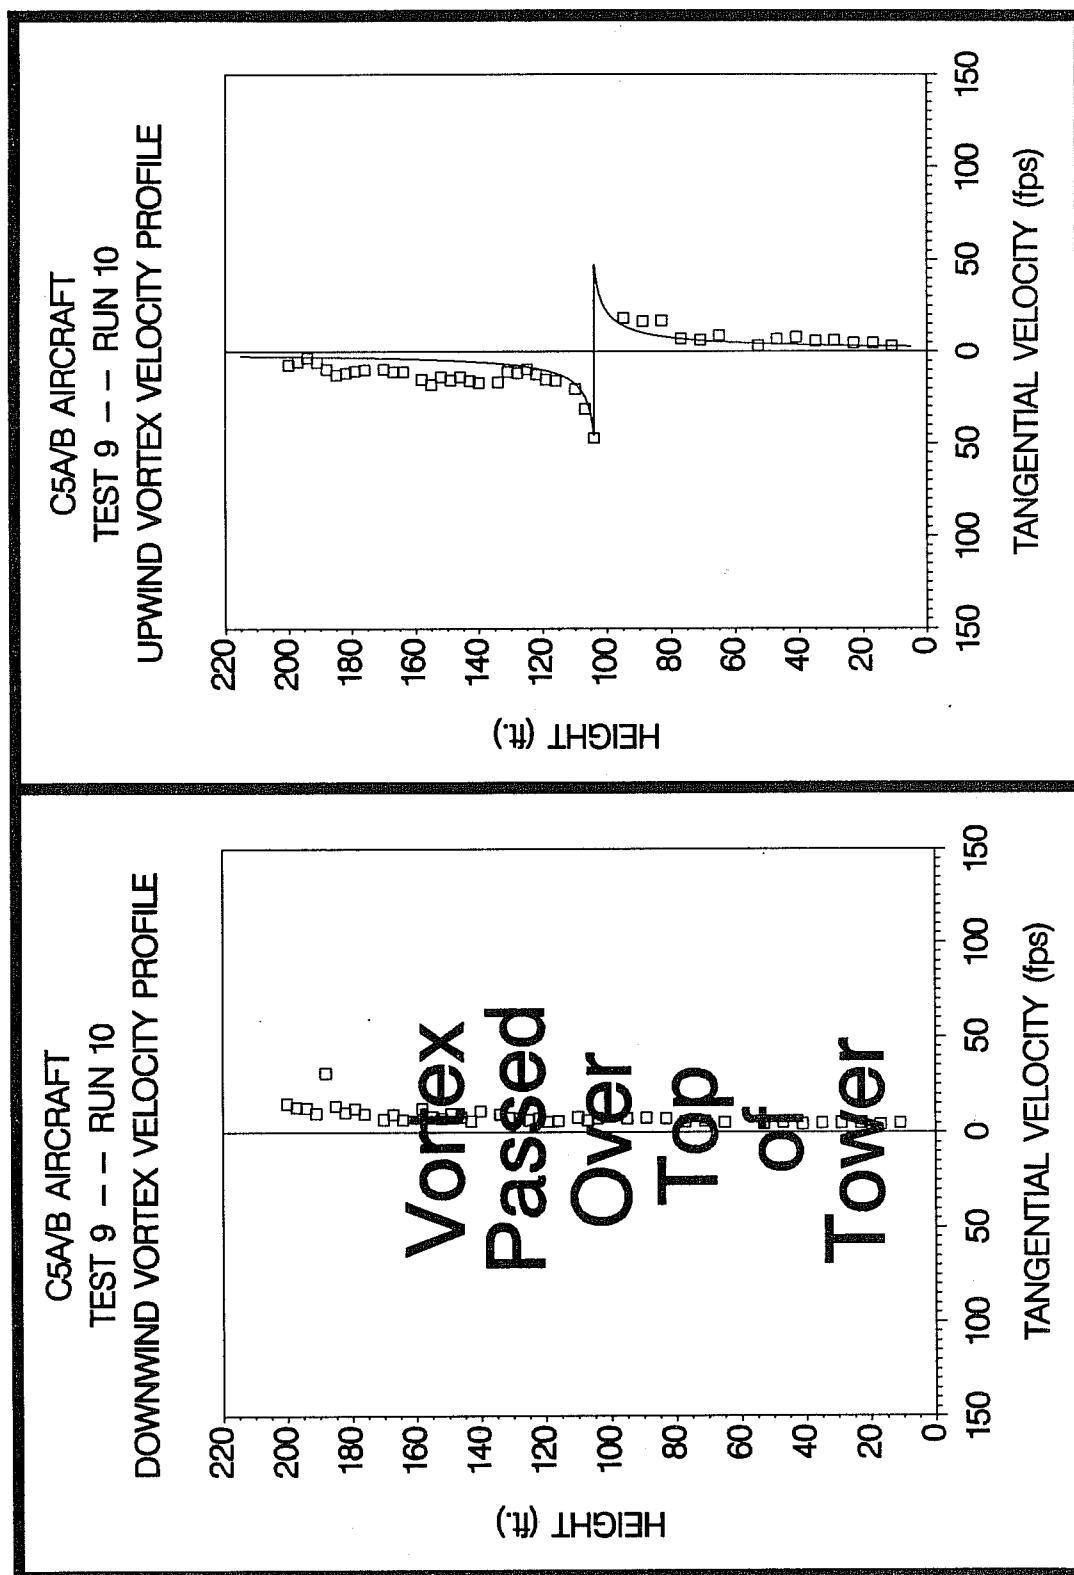 C5A/B AIRCRAFT
TEST 9 -- RUN 10
DOWNWIND VORTEX VELOCITY PROFILE
HEIGHT (ft.)
220
200
180
160
140
120
100
80
60
40
20
0
Vortex
Passed
Over
Top
of
Tower
150 100 50 0 50 100 150
TANGENTIAL VELOCITY (fps)
C5A/B AIRCRAFT
TEST 9 -- RUN 10
UPWIND VORTEX VELOCITY PROFILE
HEIGHT (ft.)
220
200
180
160
140
120
100
80
60
40
20
0
150 100 50 0 50 100 150
TANGENTIAL VELOCITY (fps)